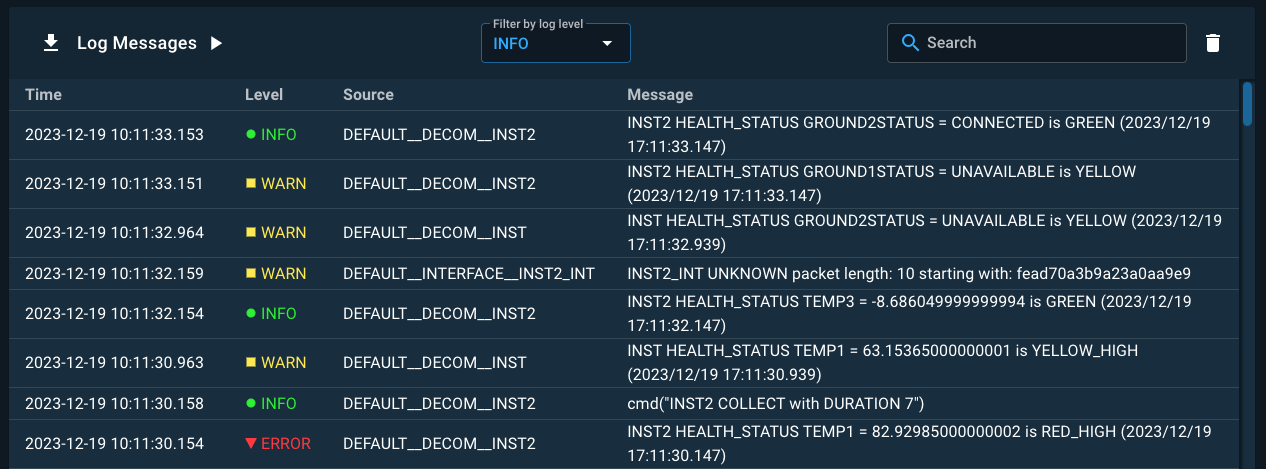 Log Messages
Filter by log level
INFO
Search
Time Level Source Message
2023-12-19 10:11:33.153 INFO DEFAULT__DECOM__INST2 INST2 HEALTH_STATUS GROUND2STATUS = CONNECTED is GREEN (2023/12/19
17:11:33.147)
2023-12-19 10:11:33.151 WARN DEFAULT__DECOM__INST2 INST2 HEALTH_STATUS GROUND1STATUS = UNAVAILABLE is YELLOW
(2023/12/19 17:11:33.147)
2023-12-19 10:11:32.964 WARN DEFAULT__DECOM__INST INST HEALTH_STATUS GROUND2STATUS = UNAVAILABLE is YELLOW (2023/12/19
17:11:32.939)
2023-12-19 10:11:32.159 WARN DEFAULT__INTERFACE__INST2_INT INST2_INT UNKNOWN packet length: 10 starting with: fead70a3b9a23a0aa9e9
2023-12-19 10:11:32.154 INFO DEFAULT__DECOM__INST2 INST2 HEALTH_STATUS TEMP3 = -8.686049999999994 is GREEN (2023/12/19
17:11:32.147)
2023-12-19 10:11:30.963 WARN DEFAULT__DECOM__INST INST HEALTH_STATUS TEMP1 = 63.15365000000001 is YELLOW_HIGH
(2023/12/19 17:11:30.939)
2023-12-19 10:11:30.158 INFO DEFAULT__DECOM__INST2 cmd("INST2 COLLECT with DURATION 7")
2023-12-19 10:11:30.154 ERROR DEFAULT__DECOM__INST2 INST2 HEALTH_STATUS TEMP1 = 82.92985000000002 is RED_HIGH (2023/12/19
17:11:30.147)